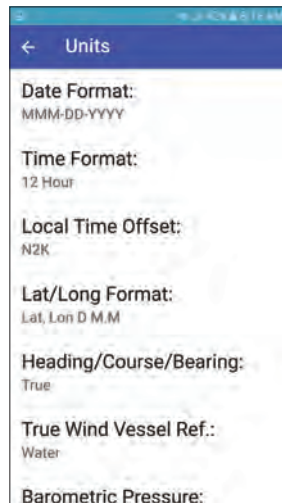 ← Units
Date Format:
MMM-DD-YYYY
Time Format:
12 Hour
Local Time Offset:
N2K
Lat/Long Format:
Lat, Lon D M.M
Heading/Course/Bearing:
True
True Wind Vessel Ref.:
Water
Barometric Pressure: